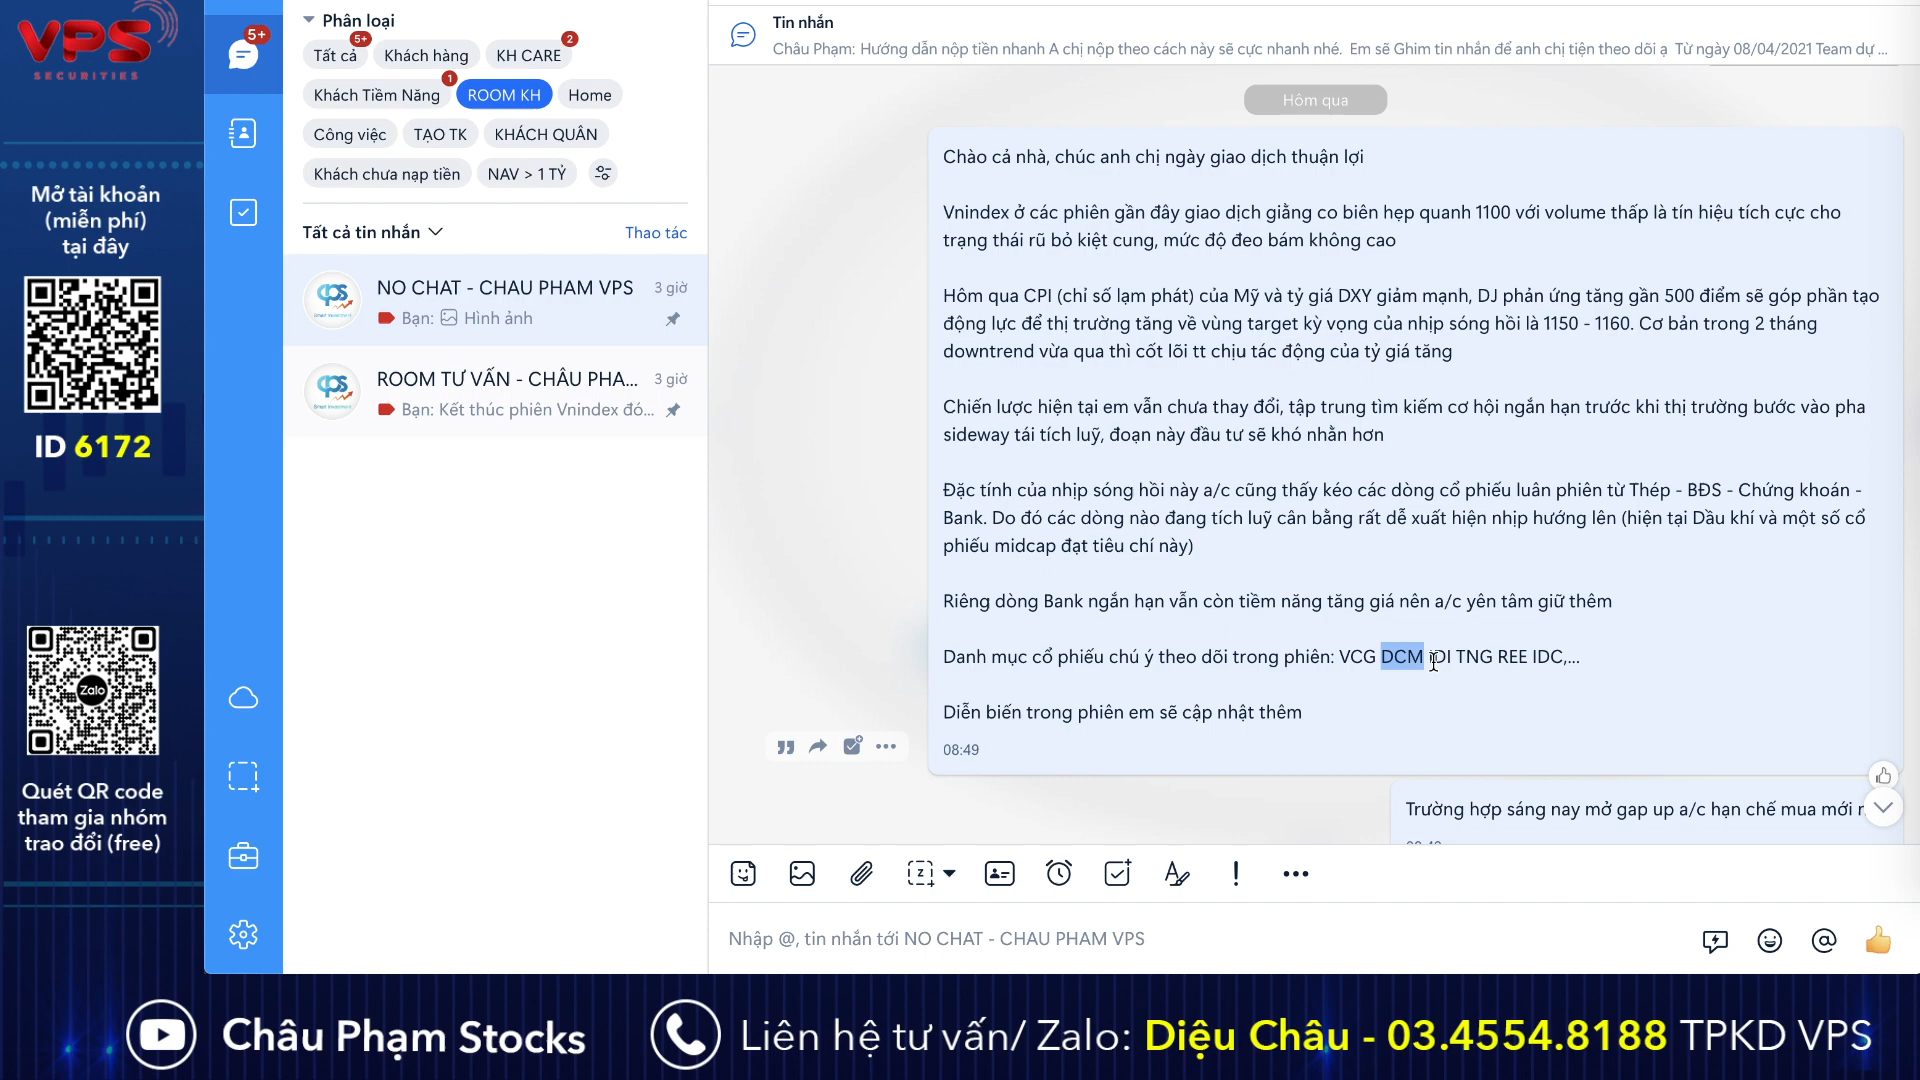 VPS
SECURITIES
Mở tài khoản
(miễn phí)
tại đây
ID 6172
Zalo
Quét QR code
tham gia nhóm
trao đổi (free)
5+
Phân loại
Tất cả
5+
Khách hàng
KH CARE
2
Khách Tiềm Năng
1
ROOM KH
Home
Công việc
TẠO TK
KHÁCH QUÂN
Khách chưa nạp tiền
NAV > 1 TỶ
Tất cả tin nhắn
Thao tác
NO CHAT - CHAU PHAM VPS
3 giờ
Bạn: Hình ảnh
ROOM TƯ VẤN - CHÂU PHA...
3 giờ
Bạn: Kết thúc phiên Vnindex đó...
Tin nhắn
Châu Phạm: Hướng dẫn nộp tiền nhanh A chị nộp theo cách này sẽ cực nhanh nhé. Em sẽ Ghim tin nhắn để anh chị tiện theo dõi ạ Từ ngày 08/04/2021 Team dự ...
Hôm qua
Chào cả nhà, chúc anh chị ngày giao dịch thuận lợi
Vnindex ở các phiên gần đây giao dịch giằng co biên hẹp quanh 1100 với volume thấp là tín hiệu tích cực cho
trạng thái rũ bỏ kiệt cung, mức độ đeo bám không cao
Hôm qua CPI (chỉ số lạm phát) của Mỹ và tỷ giá DXY giảm mạnh, DJ phản ứng tăng gần 500 điểm sẽ góp phần tạo
động lực để thị trường tăng về vùng target kỳ vọng của nhịp sóng hồi là 1150 - 1160. Cơ bản trong 2 tháng
downtrend vừa qua thì cốt lõi tt chịu tác động của tỷ giá tăng
Chiến lược hiện tại em vẫn chưa thay đổi, tập trung tìm kiếm cơ hội ngắn hạn trước khi thị trường bước vào pha
sideway tái tích luỹ, đoạn này đầu tư sẽ khó nhằn hơn
Đặc tính của nhịp sóng hồi này a/c cũng thấy kéo các dòng cổ phiếu luân phiên từ Thép - BĐS - Chứng khoán -
Bank. Do đó các dòng nào đang tích luỹ cân bằng rất dễ xuất hiện nhịp hướng lên (hiện tại Dầu khí và một số cổ
phiếu midcap đạt tiêu chí này)
Riêng dòng Bank ngắn hạn vẫn còn tiềm năng tăng giá nên a/c yên tâm giữ thêm
Danh mục cổ phiếu chú ý theo dõi trong phiên: VCG DCM IDI TNG REE IDC,...
Diễn biến trong phiên em sẽ cập nhật thêm
08:49
Trường hợp sáng nay mở gap up a/c hạn chế mua mới
Nhập @, tin nhắn tới NO CHAT - CHAU PHAM VPS
Châu Phạm Stocks
Liên hệ tư vấn/ Zalo: Diệu Châu - 03.4554.8188 TPKD VPS